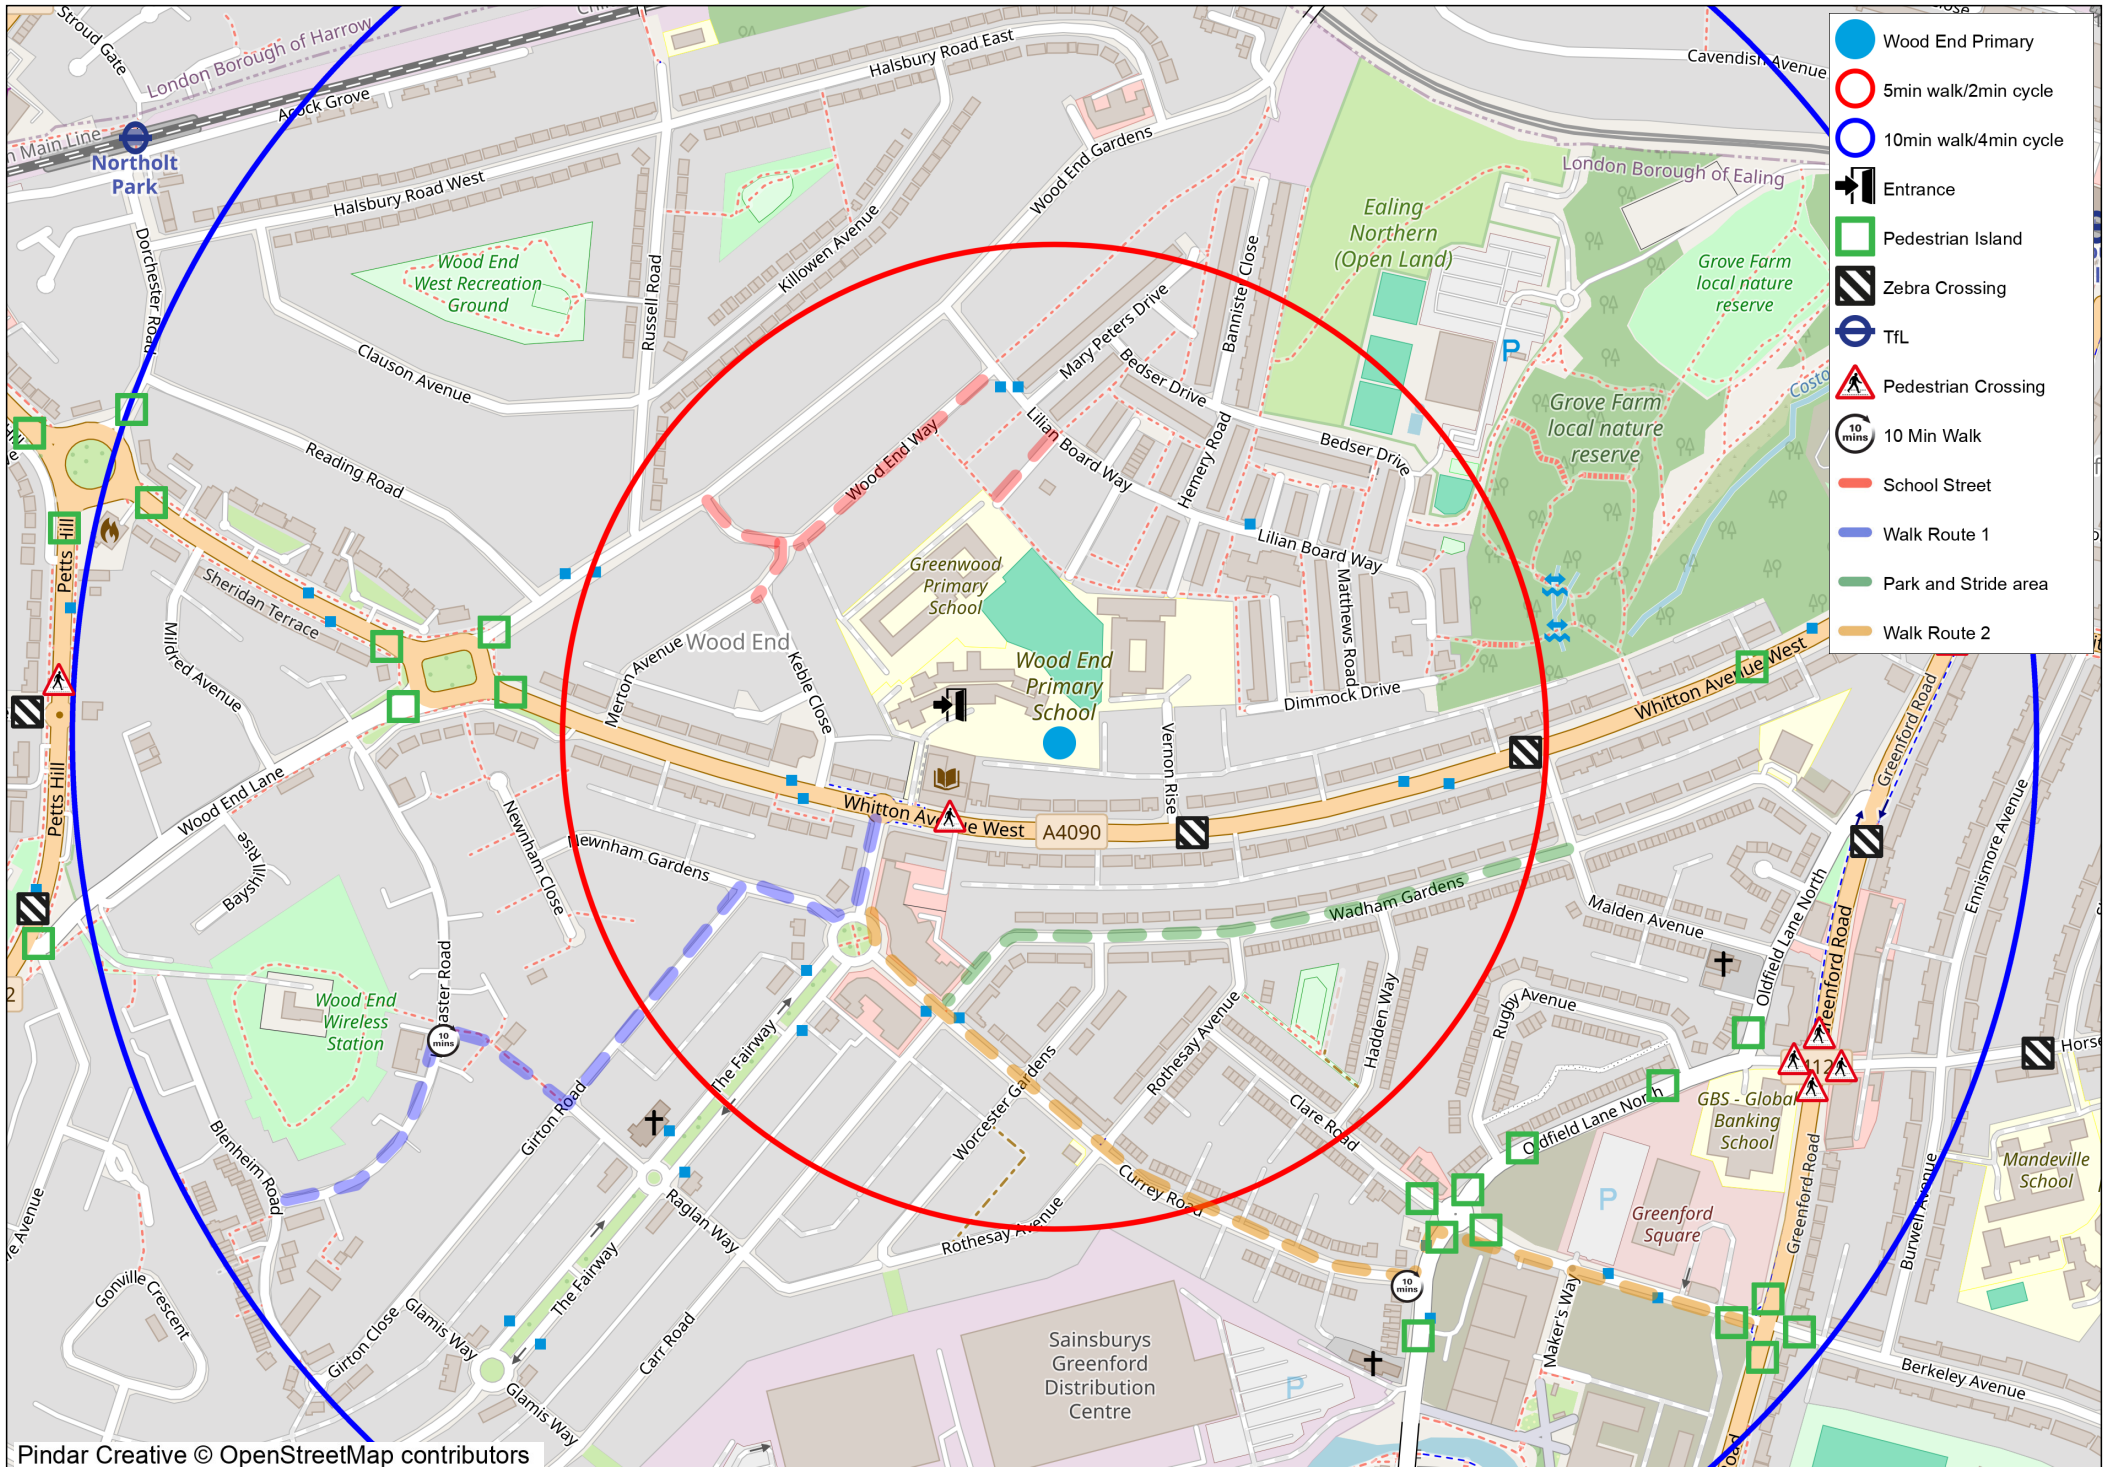 Stroud Gate
London Borough of Harrow
Acock Grove
Main Line
Northolt
Park
Halsbury Road East
Halsbury Road West
Wood End Gardens
Cavendish Avenue
London Borough of Ealing
Ealing
Northern
(Open Land)
Grove Farm
local nature
reserve
Grove Farm
local nature
reserve
Dorchester Road
Wood End
West Recreation
Ground
Russell Road
Killowen Avenue
Clauson Avenue
Mary Peters Drive
Bannister Close
Bedser Drive
Bedser Drive
Hemery Road
Lilian Board Way
Lilian Board Way
Matthews Road
Dimmock Drive
Reading Road
Wood End Way
P
Petts Hill
Petts Hill
Sheridan Terrace
Mildred Avenue
Merton Avenue
Wood End
Keble Close
Greenwood
Primary
School
Wood End
Primary
School
Vernon Rise
Whitton Avenue West
A4090
Whitton Avenue West
Greenford Road
Wood End Lane
Bayshill Rise
Newnham Close
Newnham Gardens
Wadham Gardens
Malden Avenue
Oldfield Lane North
Greenford Road
Ennismore Avenue
Wood End
Wireless
Station
10
mins
The Fairway
Girton Road
Worcester Gardens
Rothesay Avenue
Hadden Way
Clare Road
Rugby Avenue
Oldfield Lane North
GBS - Global
Banking
School
Mandeville
School
Blenheim Road
Raglan Way
Currey Road
Rothesay Avenue
P
Greenford
Square
Greenford Road
Burwell Avenue
Gonville Crescent
The Fairway
Glamis Way
Girton Close
Glamis Way
Carr Road
10
mins
Sainsburys
Greenford
Distribution
Centre
P
Maker's Way
Berkeley Avenue
Wood End Primary
5min walk/2min cycle
10min walk/4min cycle
Entrance
Pedestrian Island
Zebra Crossing
TfL
Pedestrian Crossing
10
mins
10 Min Walk
School Street
Walk Route 1
Park and Stride area
Walk Route 2
Pindar Creative © OpenStreetMap contributors